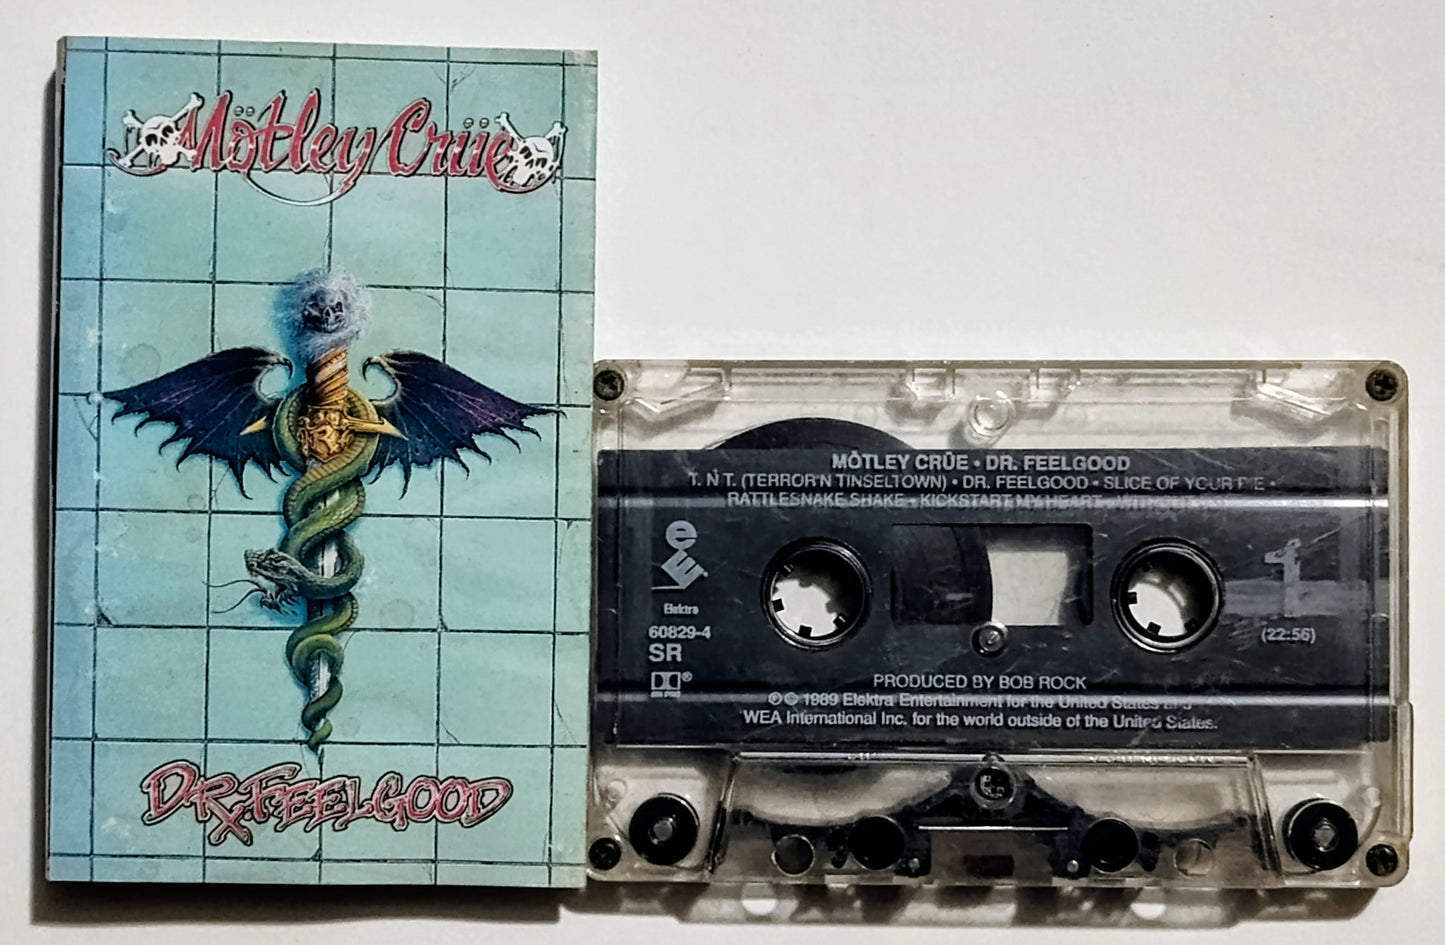 Mötley Crüe
DR. FEELGOOD
MÖTLEY CRÜE • DR. FEELGOOD
T. N T. (TERROR 'N TINSELTOWN) • DR. FEELGOOD • SLICE OF YOUR PIE •
RATTLESNAKE SHAKE • KICKSTART MY HEART •
e
Elektra
60829-4
SR
1
(22:56)
PRODUCED BY BOB ROCK
℗ © 1989 Elektra Entertainment for the United States and
WEA International Inc. for the world outside of the United States.